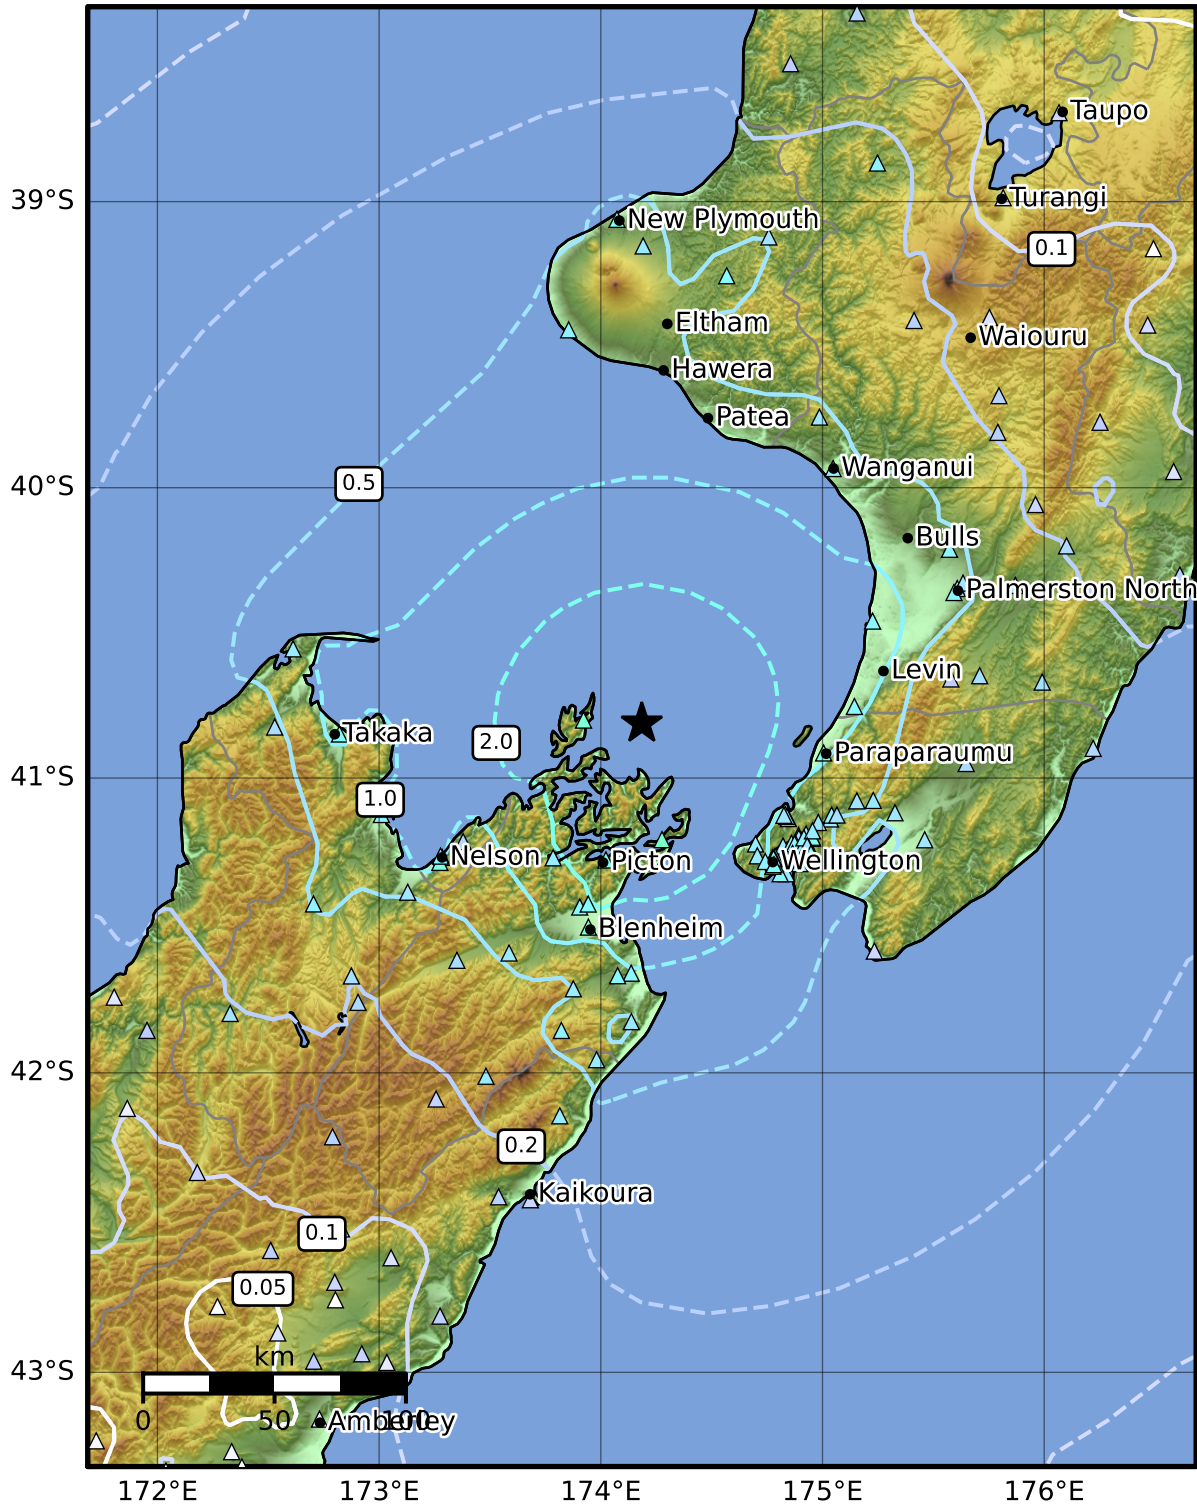 Taupo
39°S
Turangi
New Plymouth
0.1
Eltham
Waiouru
Hawera
Patea
Wanganui
40°S
0.5
Bulls
Palmerston North
Levin
Takaka
2.0
Paraparaumu
41°S
1.0
Nelson
Picton
Wellington
Blenheim
42°S
0.2
Kaikoura
0.1
0.05
km
43°S
0 50 100
Amberley
172°E 173°E 174°E 175°E 176°E